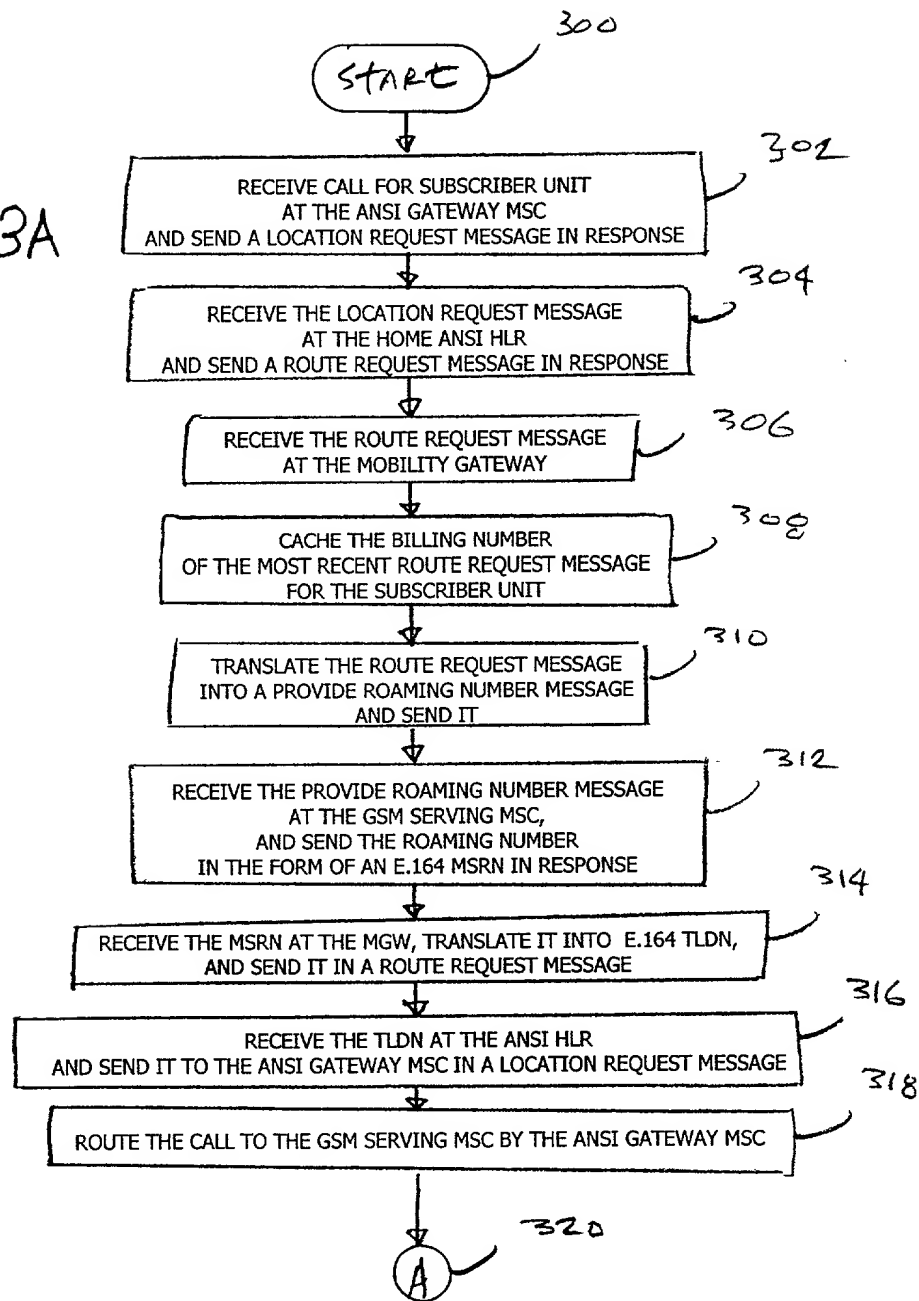 300
START
302
3A
RECEIVE CALL FOR SUBSCRIBER UNIT
AT THE ANSI GATEWAY MSC
AND SEND A LOCATION REQUEST MESSAGE IN RESPONSE
304
RECEIVE THE LOCATION REQUEST MESSAGE
AT THE HOME ANSI HLR
AND SEND A ROUTE REQUEST MESSAGE IN RESPONSE
306
RECEIVE THE ROUTE REQUEST MESSAGE
AT THE MOBILITY GATEWAY
308
CACHE THE BILLING NUMBER
OF THE MOST RECENT ROUTE REQUEST MESSAGE
FOR THE SUBSCRIBER UNIT
310
TRANSLATE THE ROUTE REQUEST MESSAGE
INTO A PROVIDE ROAMING NUMBER MESSAGE
AND SEND IT
312
RECEIVE THE PROVIDE ROAMING NUMBER MESSAGE
AT THE GSM SERVING MSC,
AND SEND THE ROAMING NUMBER
IN THE FORM OF AN E.164 MSRN IN RESPONSE
314
RECEIVE THE MSRN AT THE MGW, TRANSLATE IT INTO E.164 TLDN,
AND SEND IT IN A ROUTE REQUEST MESSAGE
316
RECEIVE THE TLDN AT THE ANSI HLR
AND SEND IT TO THE ANSI GATEWAY MSC IN A LOCATION REQUEST MESSAGE
318
ROUTE THE CALL TO THE GSM SERVING MSC BY THE ANSI GATEWAY MSC
320
A